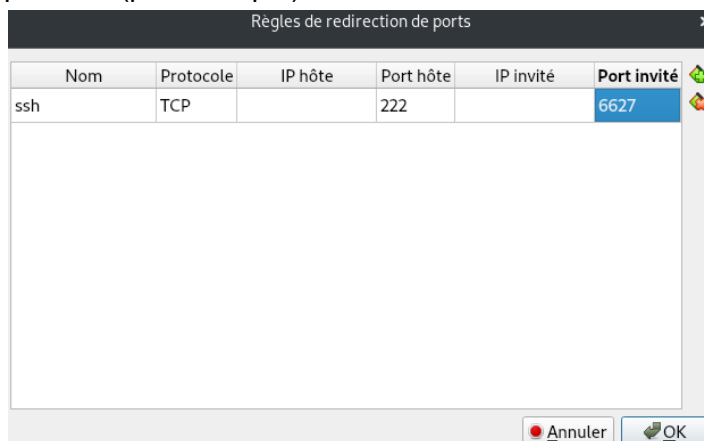 Règles de redirection de ports
Nom Protocole IP hôte Port hôte IP invité Port invité
ssh TCP 222 6627
Annuler OK